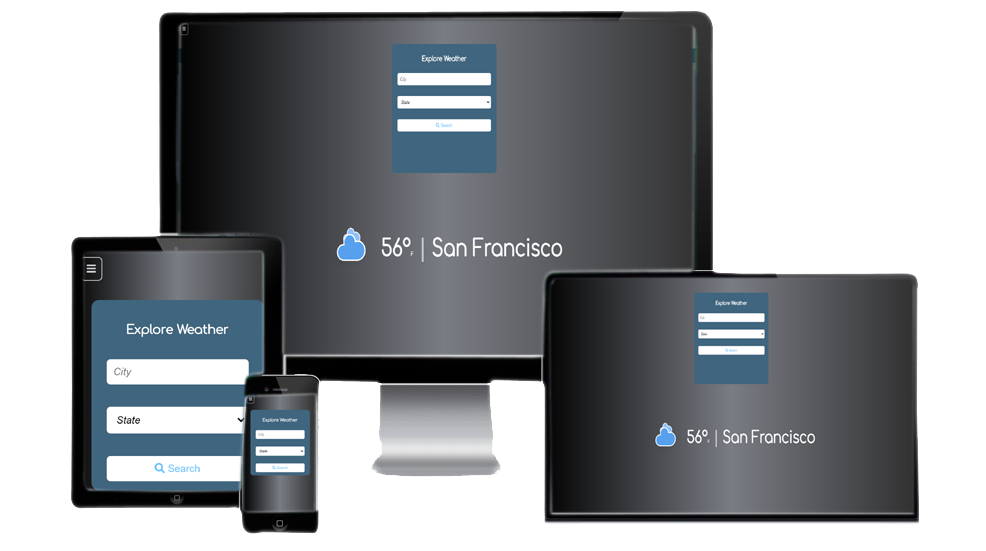 Explore Weather
City
State
Search
56° F | San Francisco
Explore Weather
City
State
Search
Explore Weather
City
State
Search
Explore Weather
City
State
Search
56° F | San Francisco